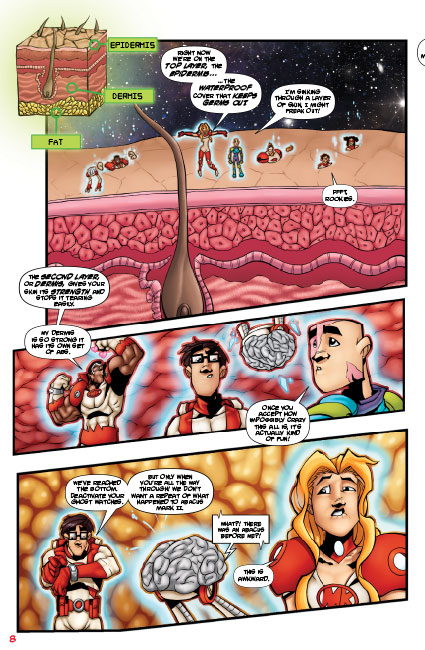 EPIDERMIS
DERMIS
FAT
RIGHT NOW
WE'RE ON THE
TOP LAYER, THE
EPIDERMIS...
...THE
WATERPROOF
COVER THAT KEEPS
GERMS OUT
I'M SINKING
THROUGH A LAYER
OF SKIN, I MIGHT
FREAK OUT!
PFFT,
ROOKIES.
THE SECOND LAYER,
OR DERMIS, GIVES YOUR
SKIN ITS STRENGTH AND
STOPS IT TEARING
EASILY.
MY DERMIS
IS SO STRONG IT
HAS ITS OWN SET
OF ABS.
ONCE YOU
ACCEPT HOW
IMPOSSIBLY CRAZY
THIS ALL IS, IT'S
ACTUALLY KIND
OF FUN!
WE'VE REACHED
THE BOTTOM.
DEACTIVATE YOUR
GHOST WATCHES.
BUT ONLY WHEN
YOU'RE ALL THE WAY
THROUGH! WE DON'T
WANT A REPEAT OF WHAT
HAPPENED TO ABACUS
MARK II.
WHAT?! THERE
WAS AN ABACUS
BEFORE ME?!
THIS IS
AWKWARD.
8